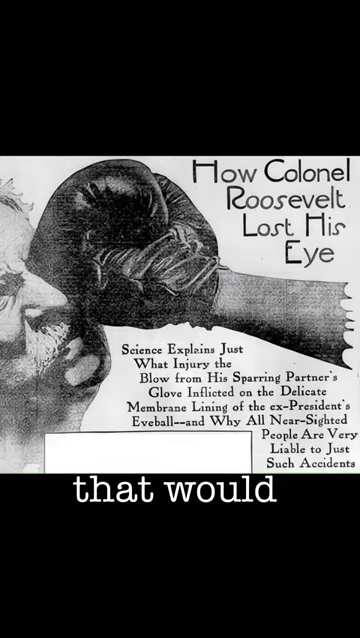 How Colonel
Roosevelt
Lost His
Eye
Science Explains Just
What Injury the
Blow from His Sparring Partner's
Glove Inflicted on the Delicate
Membrane Lining of the ex-President's
Eyeball--and Why All Near-Sighted
People Are Very
Liable to Just
Such Accidents
that would